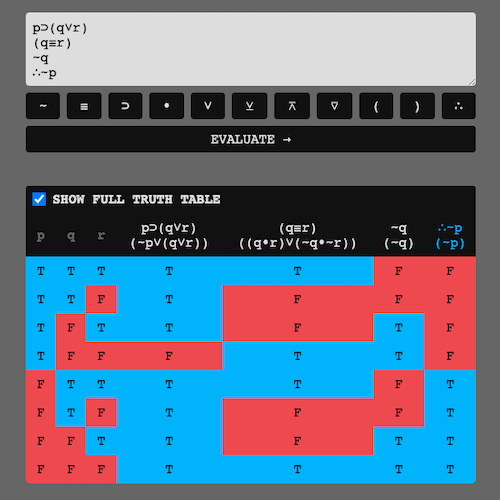 p⊃(q∨r)
(q≡r)
~q
∴~p
~ ≡ ⊃ • ∨ ⊻ ⊼ ⊽ ( ) ∴
EVALUATE →
SHOW FULL TRUTH TABLE
p q r p⊃(q∨r) (q≡r) ~q ∴~p
(~p∨(q∨r)) ((q•r)∨(~q•~r)) (~q) (~p)
T T T T T F F
T T F T F F F
T F T T F T F
T F F F T T F
F T T T T F T
F T F T F F T
F F T T F T T
F F F T T T T